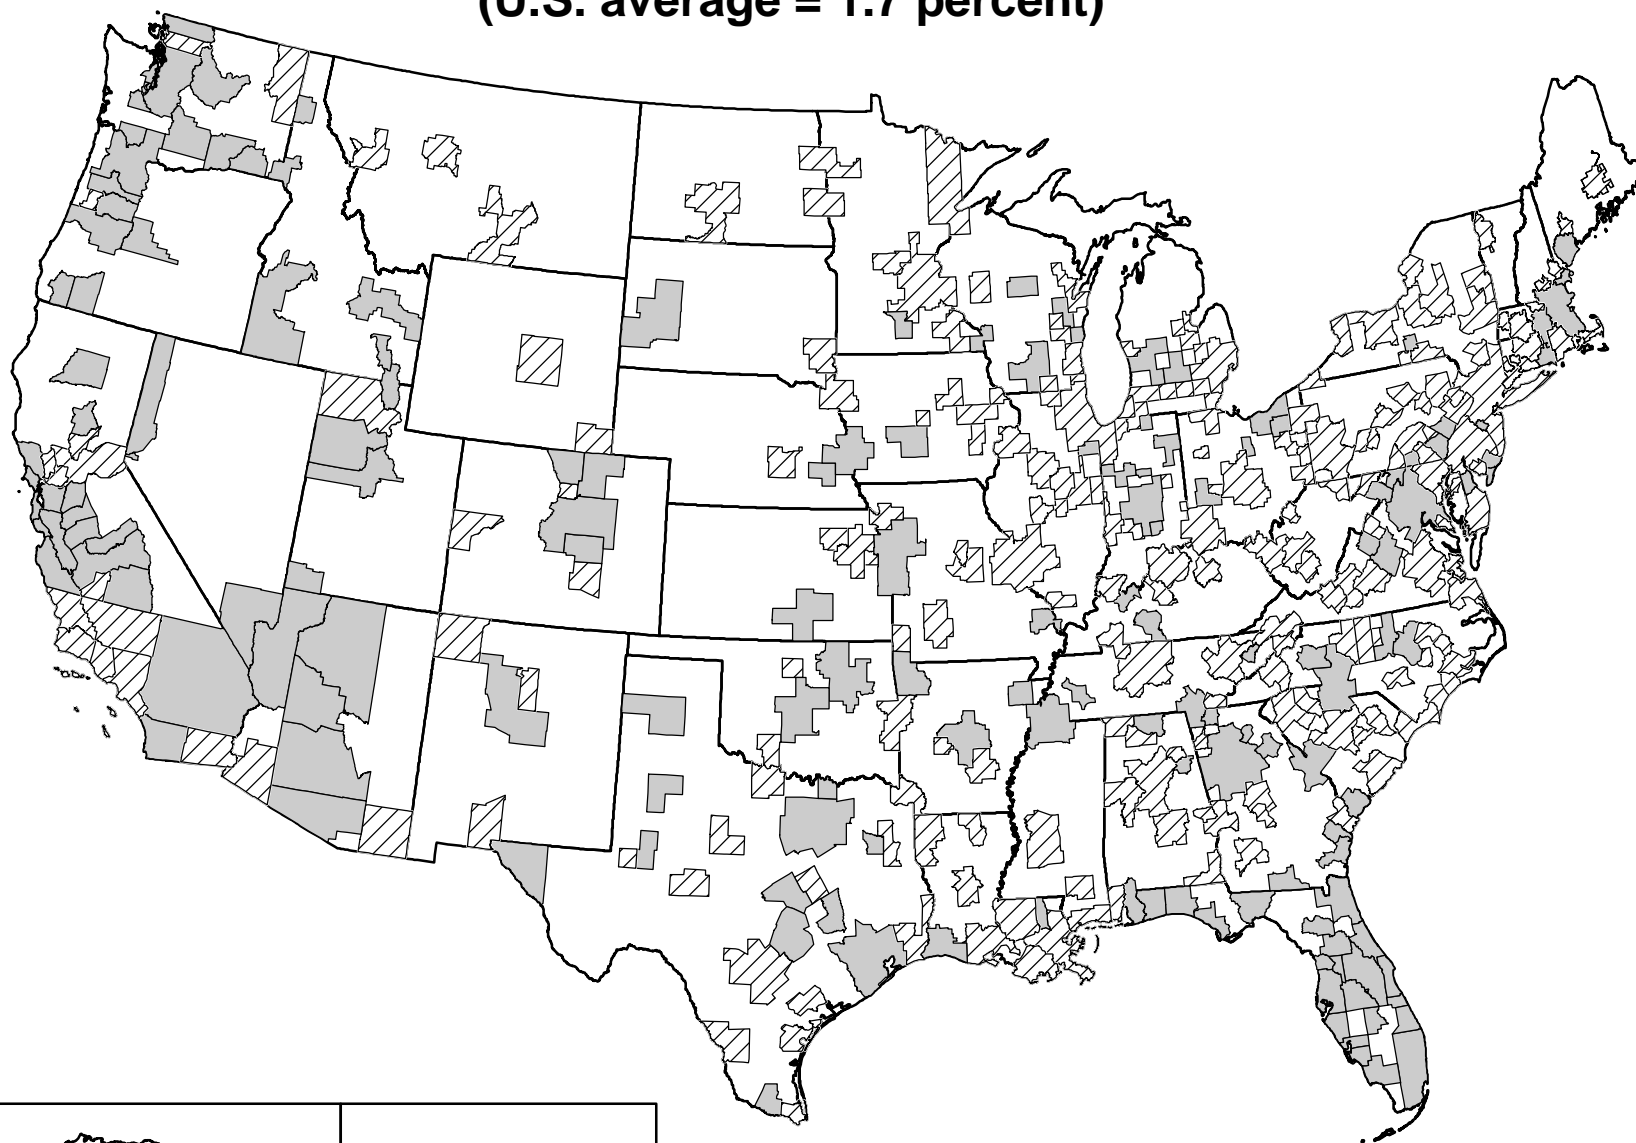 (U.S. average = 1.7 percent)